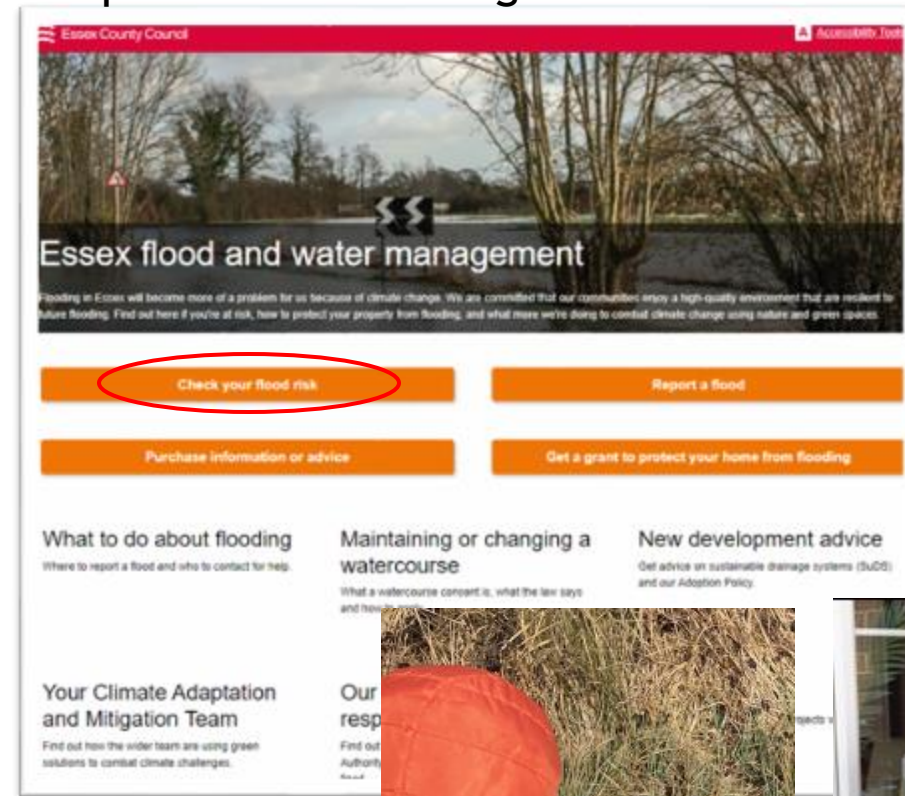 Essex County Council
Accessibility Tools
Essex flood and water management
Flooding in Essex will become more of a problem for us because of climate change. We are committed that our communities enjoy a high-quality environment that are resilient to
future flooding. Find out here if you're at risk, how to protect your property from flooding, and what more we're doing to combat climate change using nature and green spaces.
Check your flood risk
Report a flood
Purchase information or advice
Get a grant to protect your home from flooding
What to do about flooding
Where to report a flood and who to contact for help.
Maintaining or changing a
watercourse
What a watercourse consent is, what the law says
and how to
New development advice
Get advice on sustainable drainage systems (SuDS)
and our Adoption Policy.
Your Climate Adaptation
and Mitigation Team
Find out how the wider team are using green
solutions to combat climate challenges.
Our
resp
Find out
Authority